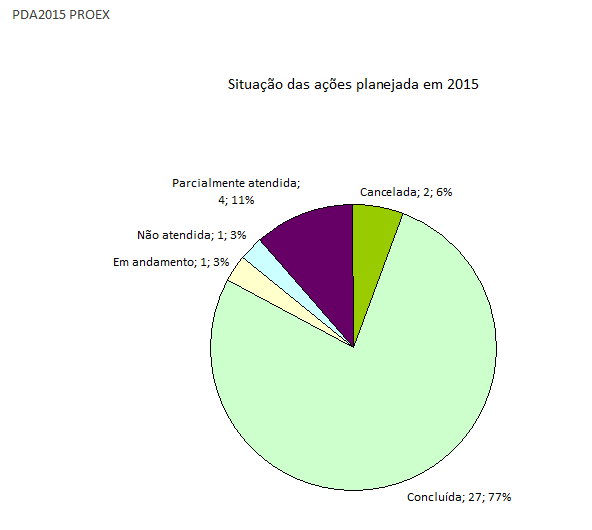 PDA2015 PROEX
Situação das ações planejada em 2015
Parcialmente atendida;
4; 11%
Cancelada; 2; 6%
Não atendida; 1; 3%
Em andamento; 1; 3%
Concluída; 27; 77%